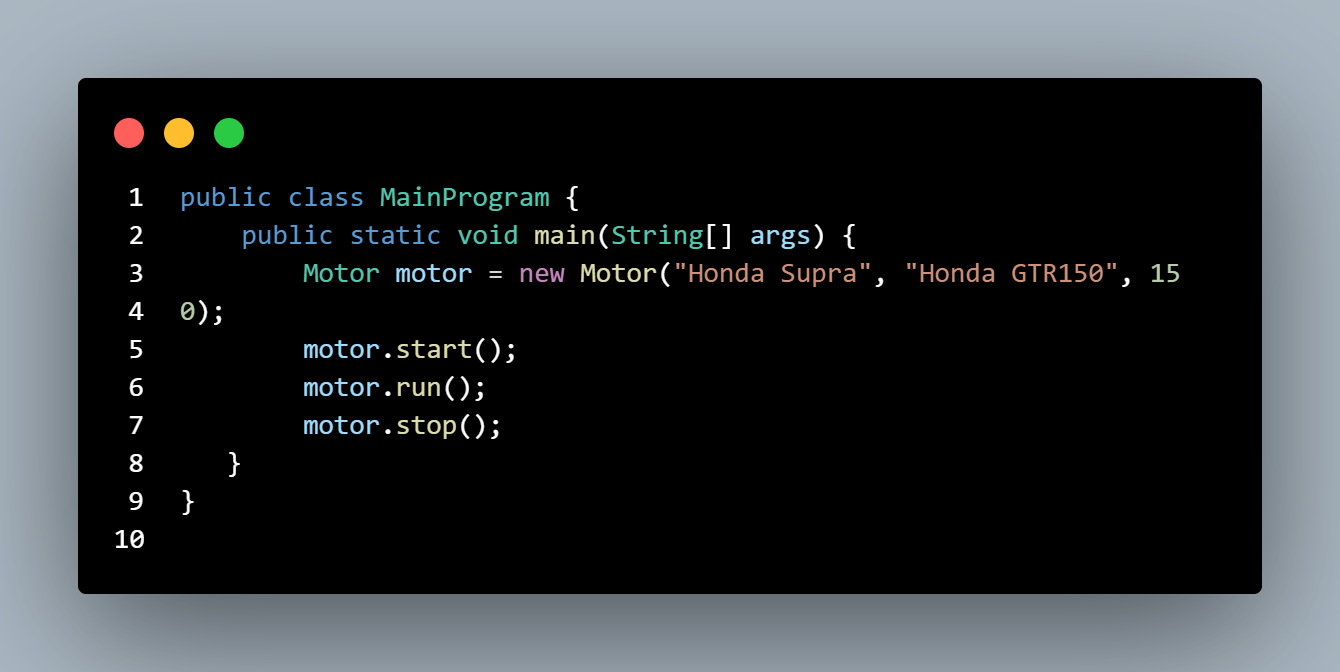 1 public class MainProgram {
2     public static void main(String[] args) {
3         Motor motor = new Motor("Honda Supra", "Honda GTR150", 15
4 0);
5         motor.start();
6         motor.run();
7         motor.stop();
8    }
9 }
10